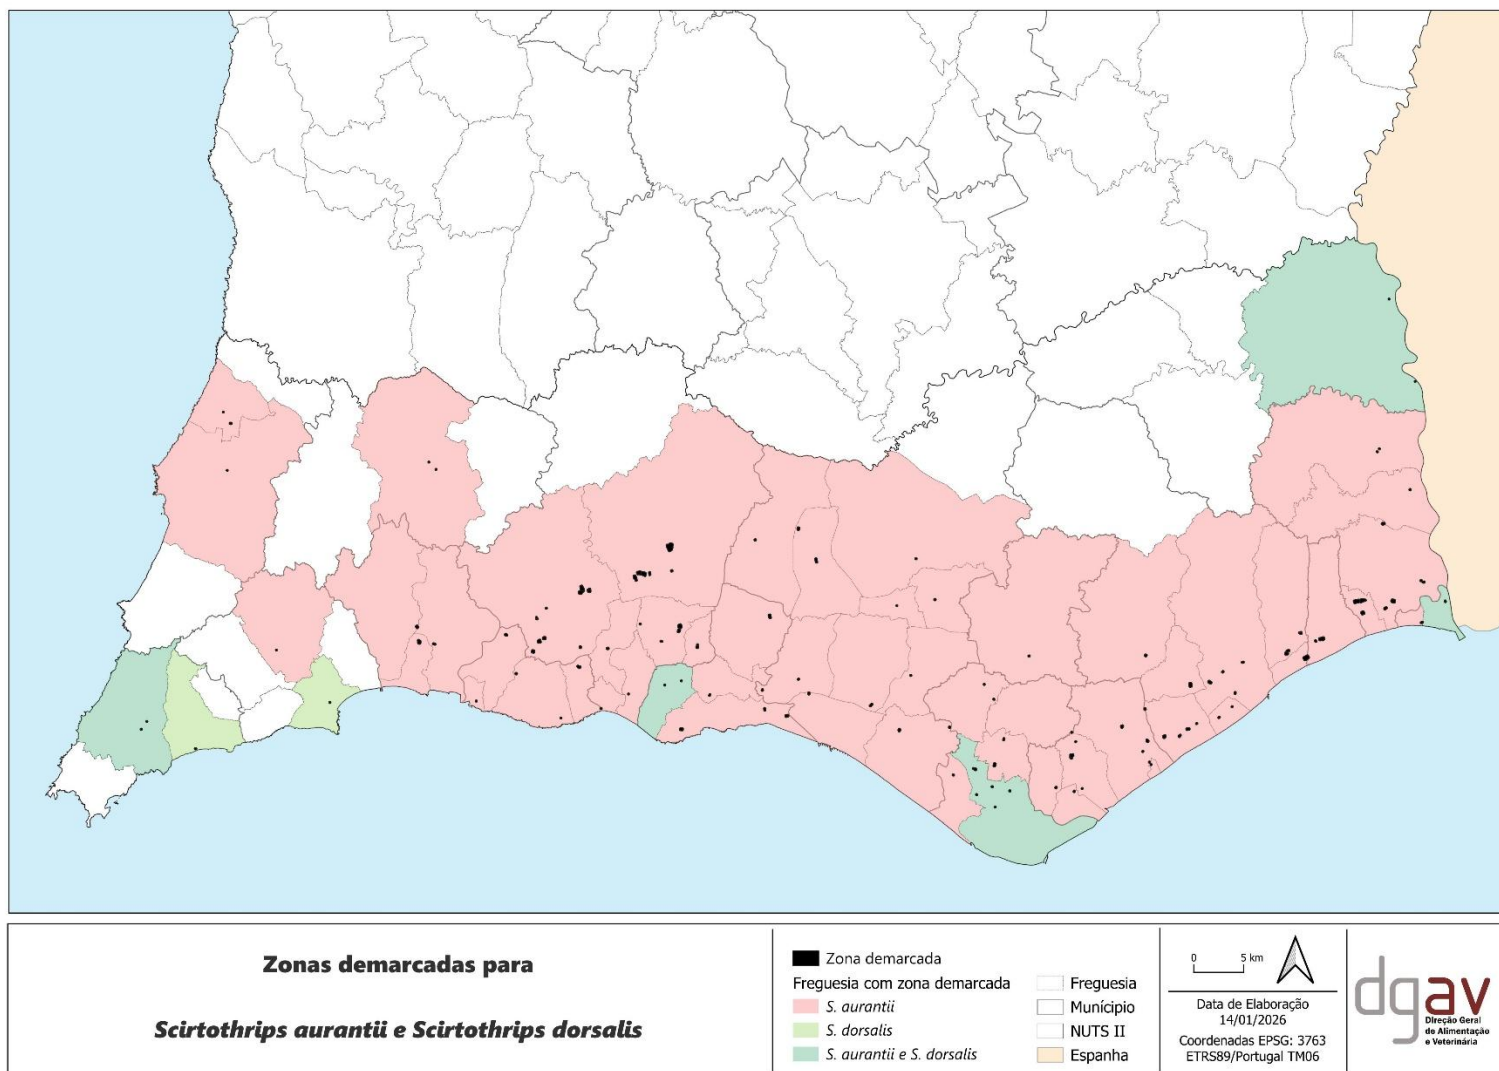 Zonas demarcadas para
Scirtothrips aurantii e Scirtothrips dorsalis
Zona demarcada
Freguesia com zona demarcada
S. aurantii
S. dorsalis
S. aurantii e S. dorsalis
Freguesia
Munícipio
NUTS II
Espanha
0 5 km
Data de Elaboração
14/01/2026
Coordenadas EPSG: 3763
ETRS89/Portugal TM06
dgav
Direção Geral
de Alimentação
e Veterinária